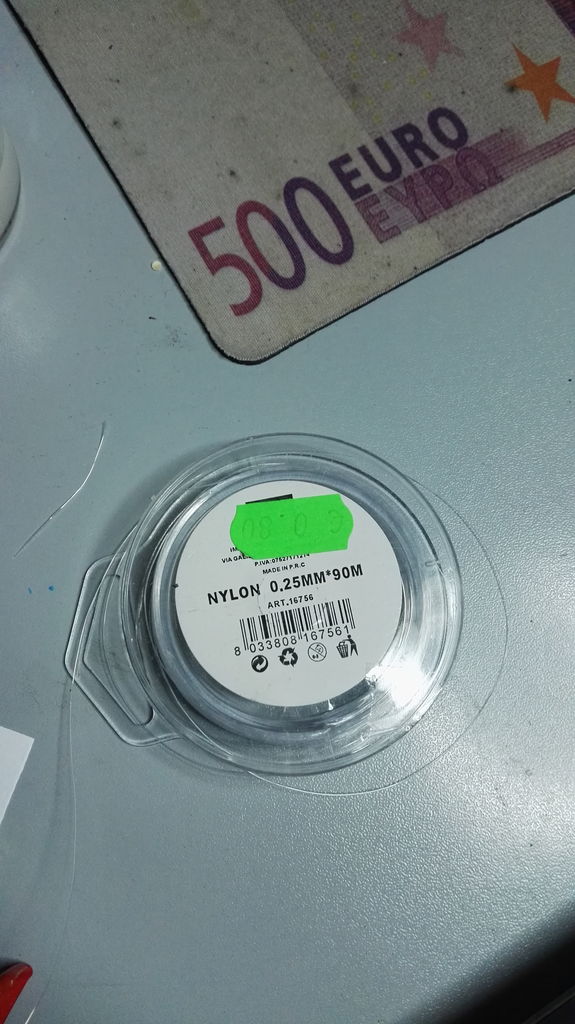 500 EURO
ΕΥΡΩ
€ 0.80
MADE IN P.R.C
NYLON 0.25MM*90M
ART.16756
8 033808 167561